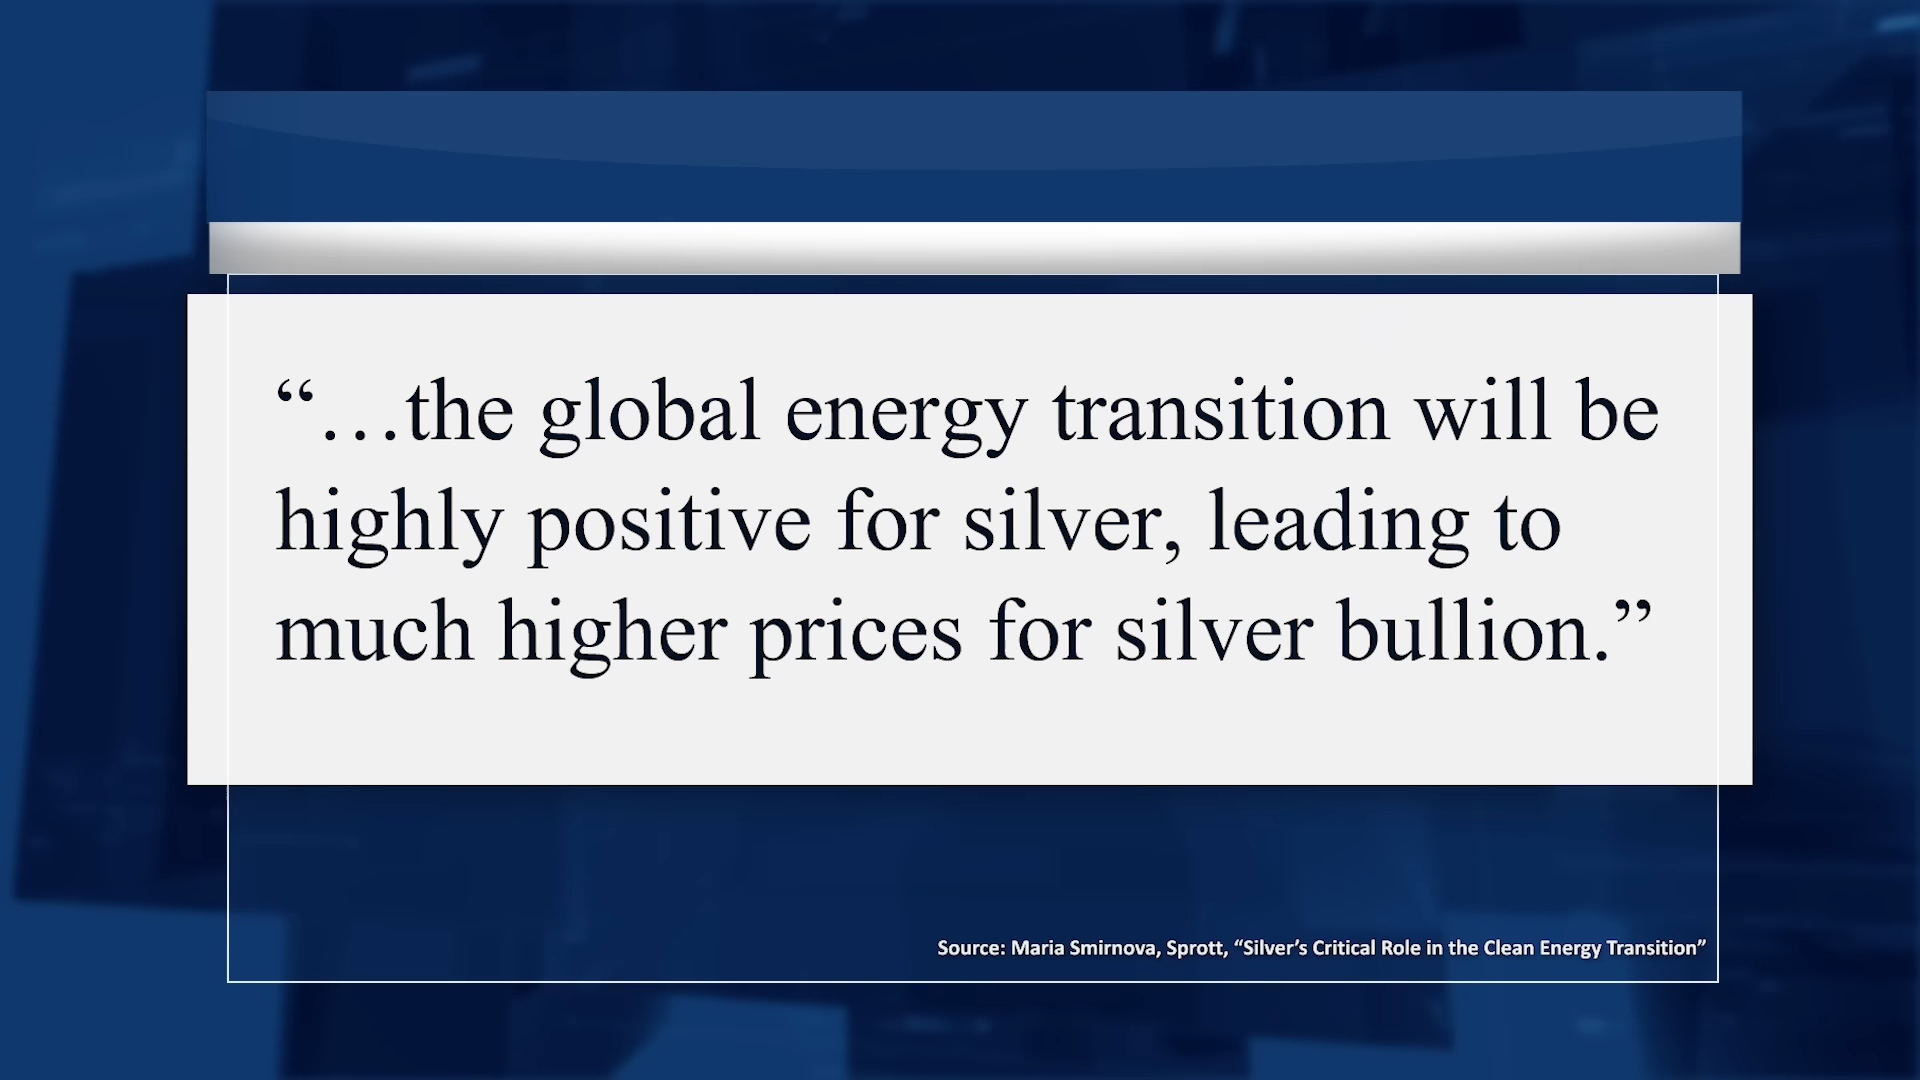 “…the global energy transition will be
highly positive for silver, leading to
much higher prices for silver bullion.”
Source: Maria Smirnova, Sprott, “Silver’s Critical Role in the Clean Energy Transition”